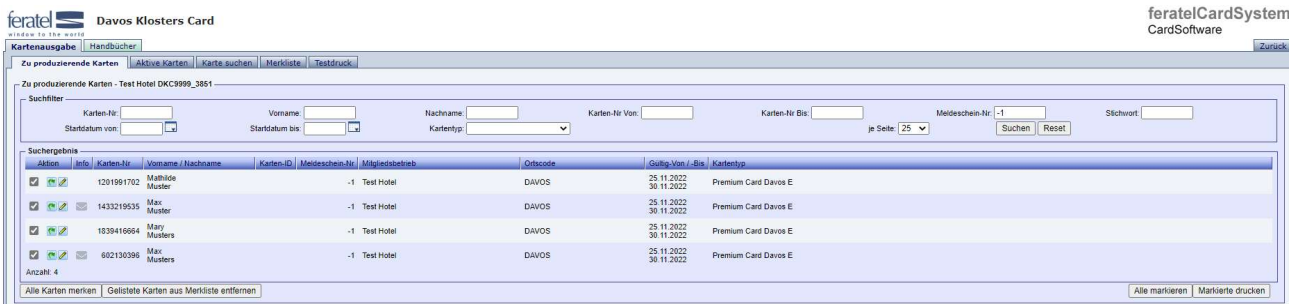 feratel
window to the world
Davos Klosters Card
feratelCardSystem
CardSoftware
Kartenausgabe Handbücher Zurück
Zu produzierende Karten Aktive Karten Karte suchen Merkliste Testdruck
Zu produzierende Karten - Test Hotel DKC9999_3851
Suchfilter
Karten-Nr: Vorname: Nachname: Karten-Nr Von: Karten-Nr Bis: Meldeschein-Nr: -1 Stichwort:
Startdatum von: Startdatum bis: Kartentyp: je Seite: 25 Suchen Reset
Suchergebnis
Aktion Info Karten-Nr Vorname / Nachname Karten-ID Meldeschein-Nr Mitgliedsbetrieb Ortscode Gültig-Von / -Bis Kartentyp
1201991702 Mathilde Muster -1 Test Hotel DAVOS 25.11.2022 30.11.2022 Premium Card Davos E
1433219535 Max Muster -1 Test Hotel DAVOS 25.11.2022 30.11.2022 Premium Card Davos E
1839416664 Mary Musters -1 Test Hotel DAVOS 25.11.2022 30.11.2022 Premium Card Davos E
602130396 Max Musters -1 Test Hotel DAVOS 25.11.2022 30.11.2022 Premium Card Davos E
Anzahl: 4
Alle Karten merken Gelistete Karten aus Merkliste entfernen Alle markieren Markierte drucken